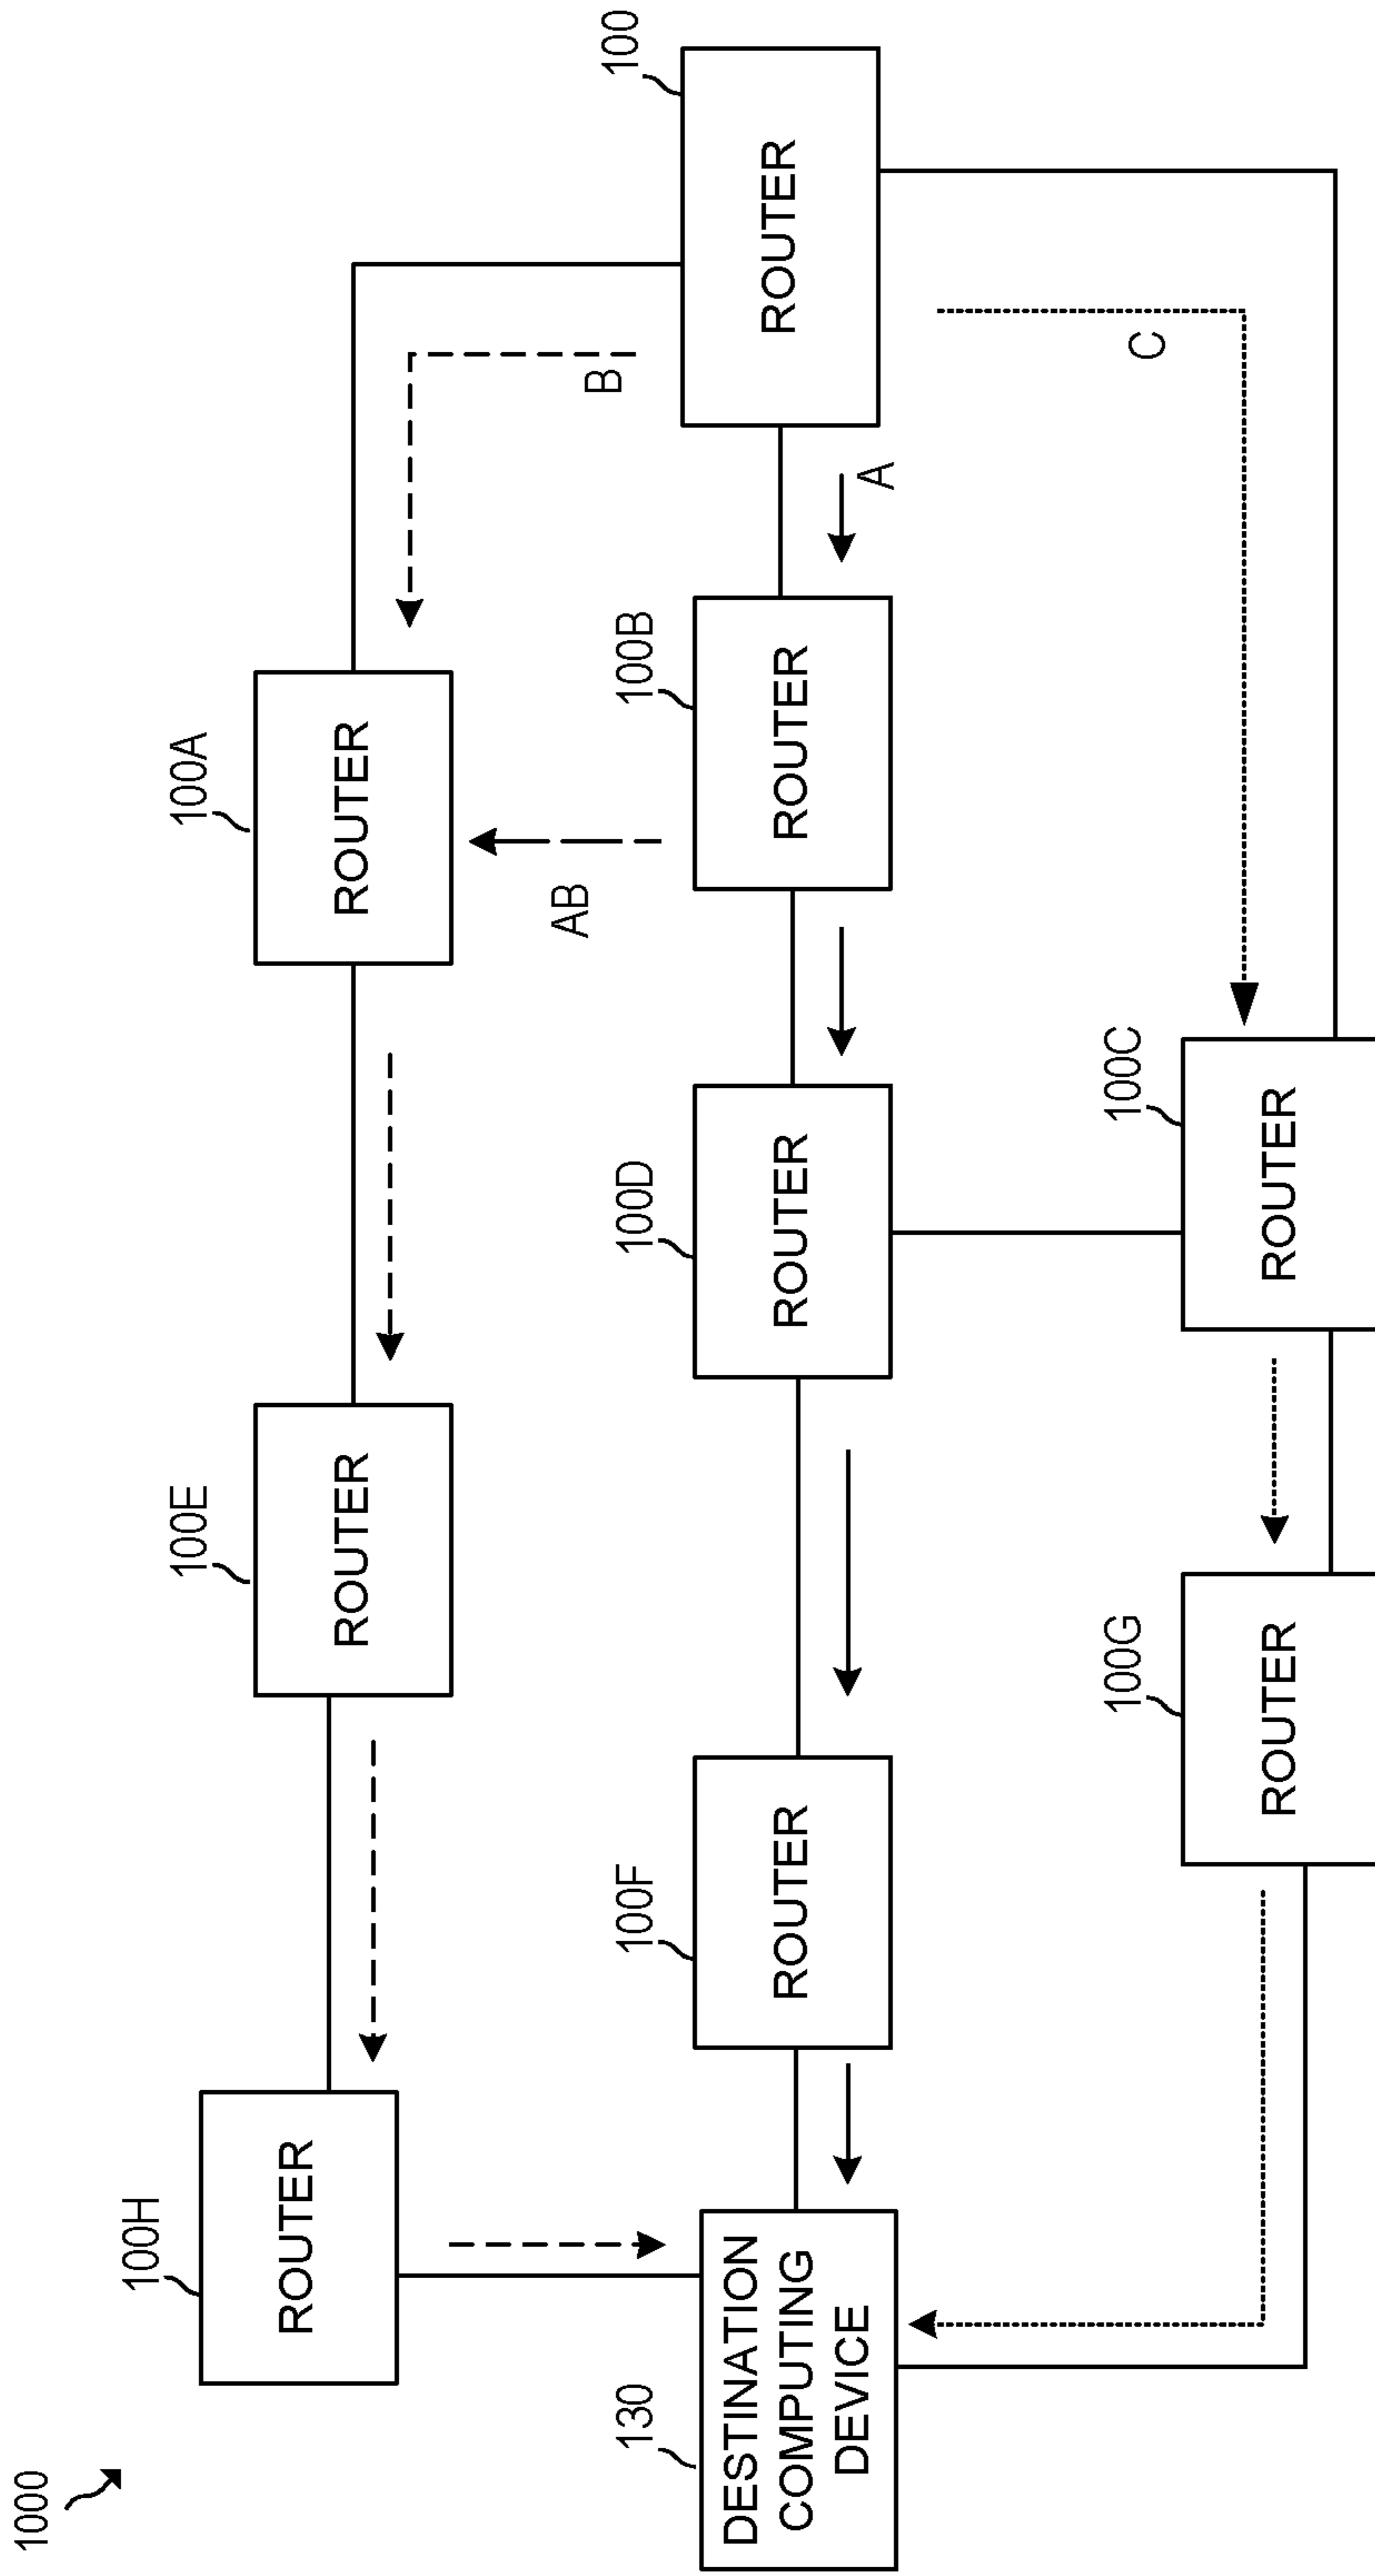 1000
100H
ROUTER
100E
ROUTER
100A
ROUTER
B
AB
130
DESTINATION
COMPUTING
DEVICE
100F
ROUTER
100D
ROUTER
100B
ROUTER
A
100
ROUTER
C
100G
ROUTER
100C
ROUTER